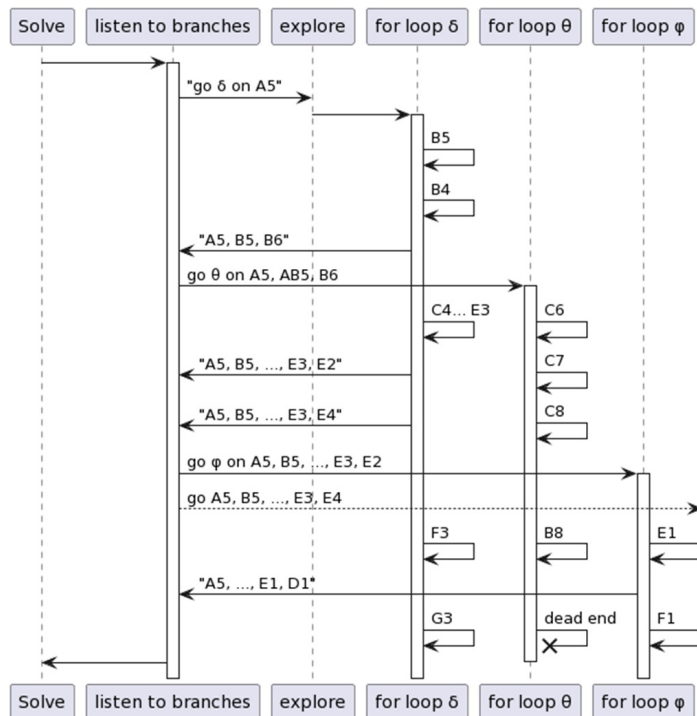 Solve listen to branches explore for loop δ for loop θ for loop φ
"go δ on A5"
B5
B4
"A5, B5, B6"
go θ on A5, AB5, B6
C4... E3 C6
"A5, B5, ..., E3, E2" C7
"A5, B5, ..., E3, E4" C8
go φ on A5, B5, ..., E3, E2
go A5, B5, ..., E3, E4
F3 B8 E1
"A5, ..., E1, D1"
G3 dead end F1
Solve listen to branches explore for loop δ for loop θ for loop φ